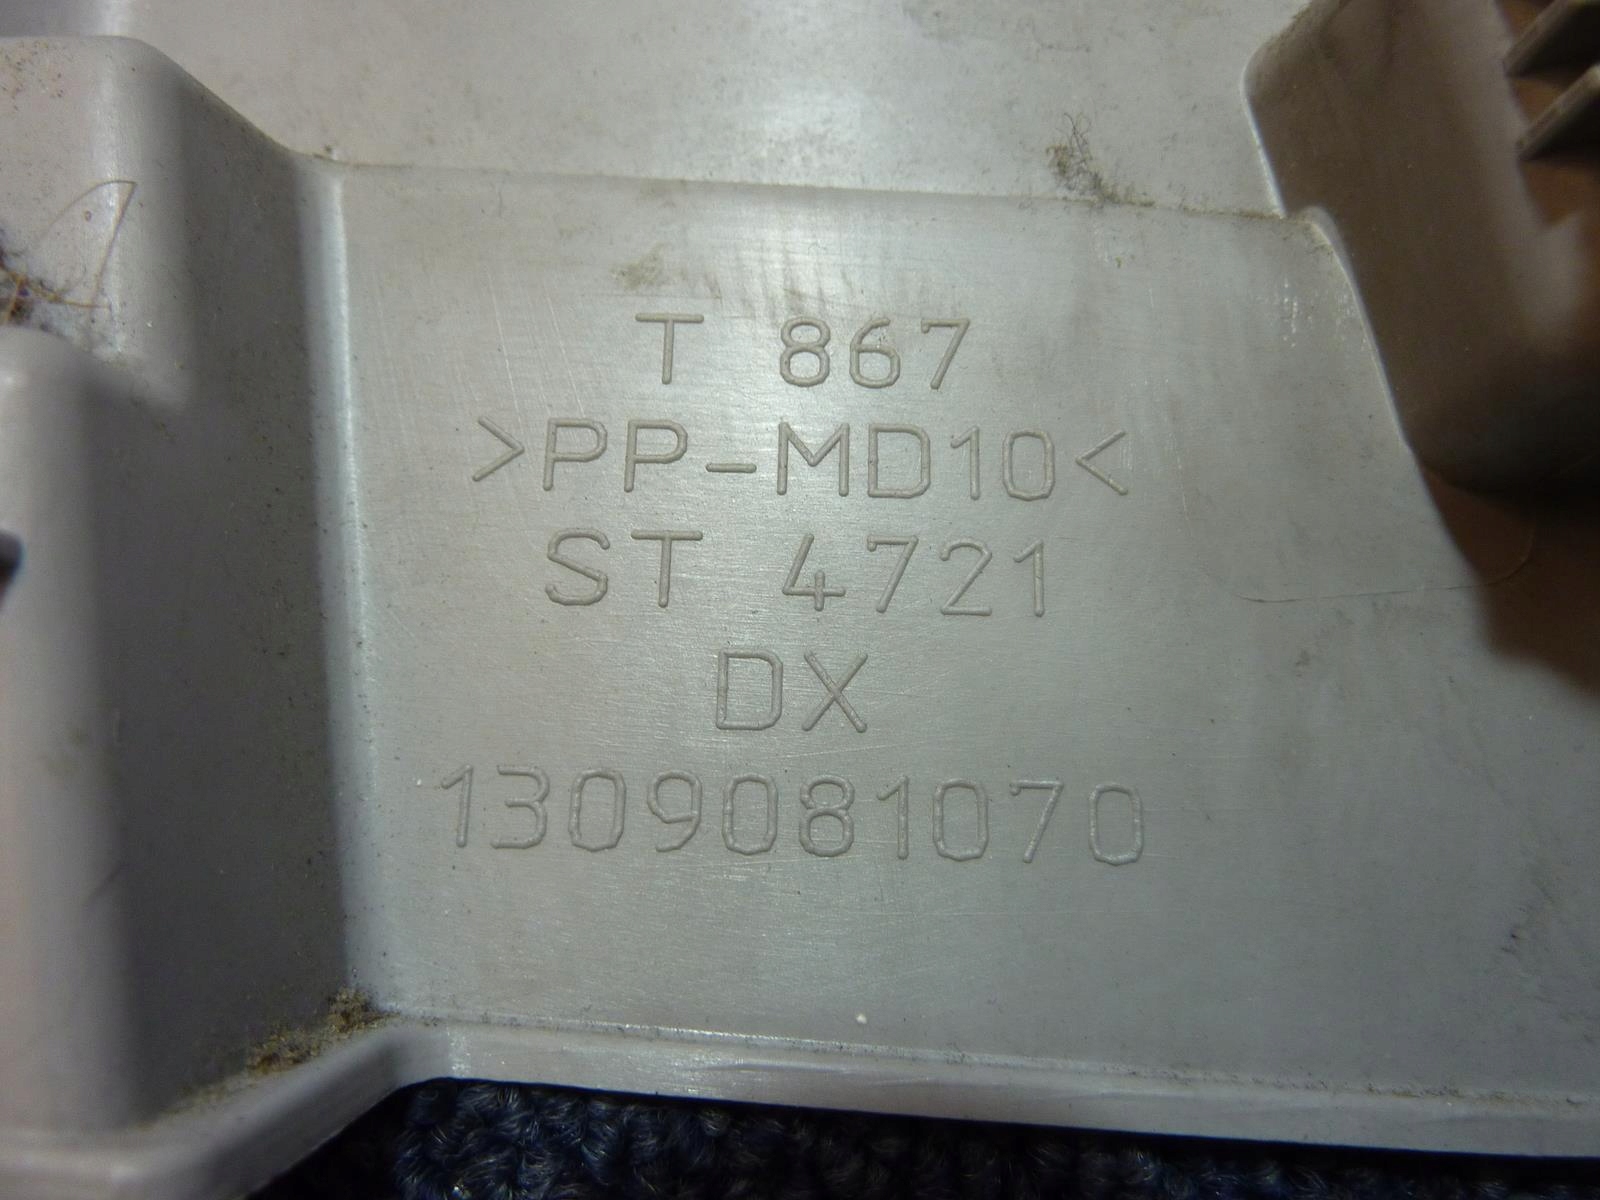 T 867
>PP-MD10<
ST 4721
DX
1309081070